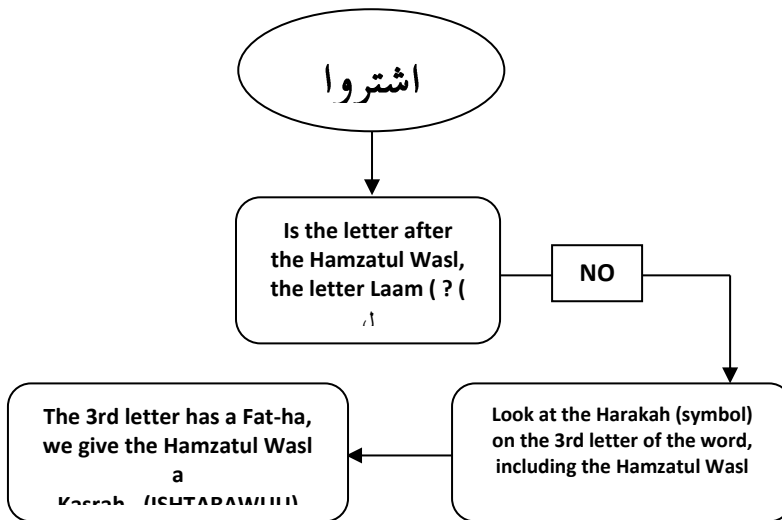 اشتروا
Is the letter after
the Hamzatul Wasl,
the letter Laam ( ? (
NO
Look at the Harakah (symbol)
on the 3rd letter of the word,
including the Hamzatul Wasl
The 3rd letter has a Fat-ha,
we give the Hamzatul Wasl
a
Kasrah (ISHTARAWUU)